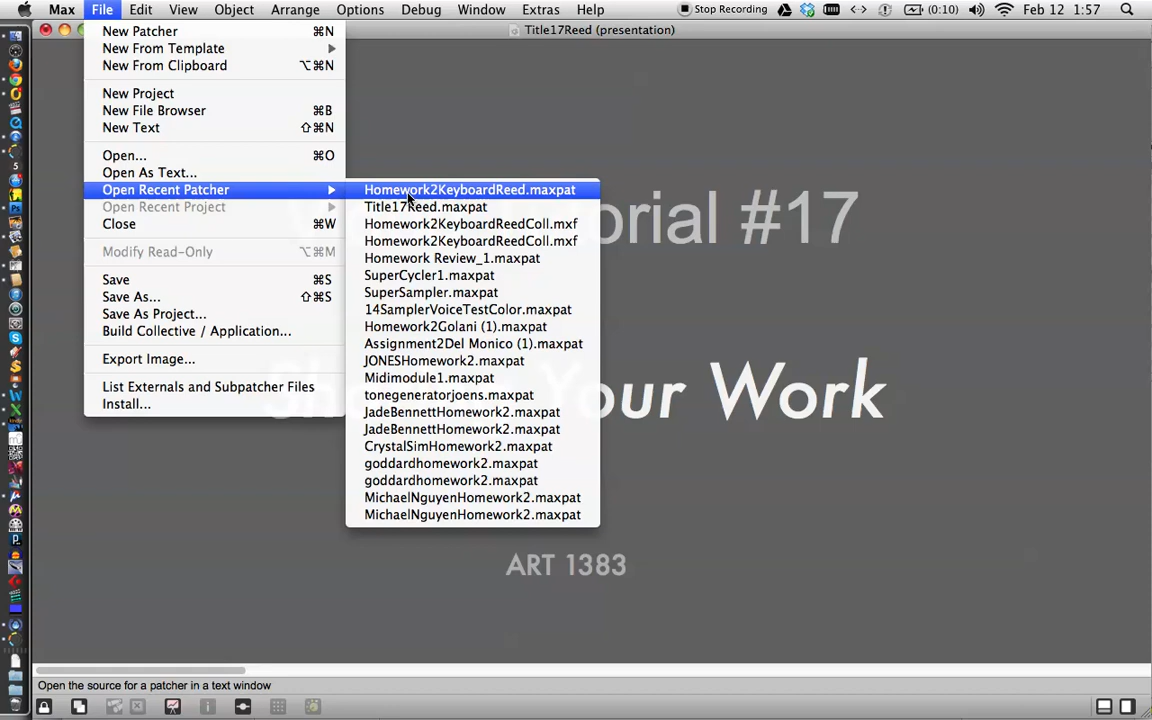 Max File Edit View Object Arrange Options Debug Window Extras Help Stop Recording (0:10) Feb 12 1:57
Title17Reed (presentation)
New Patcher ⌘N
New From Template
New From Clipboard ⌥⌘N
New Project
New File Browser ⌘B
New Text ⇧⌘N
Open... ⌘O
Open As Text...
Open Recent Patcher
Open Recent Project
Close ⌘W
Modify Read-Only ⌥⌘M
Save ⌘S
Save As... ⇧⌘S
Save As Project...
Build Collective / Application...
Export Image...
List Externals and Subpatcher Files
Install...
Homework2KeyboardReed.maxpat
Title17Reed.maxpat
Homework2KeyboardReedColl.mxf
Homework2KeyboardReedColl.mxf
Homework Review_1.maxpat
SuperCycler1.maxpat
SuperSampler.maxpat
14SamplerVoiceTestColor.maxpat
Homework2Golani (1).maxpat
Assignment2Del Monico (1).maxpat
JONESHomework2.maxpat
Midimodule1.maxpat
tonegeneratorjoens.maxpat
JadeBennettHomework2.maxpat
JadeBennettHomework2.maxpat
CrystalSimHomework2.maxpat
goddardhomework2.maxpat
goddardhomework2.maxpat
MichaelNguyenHomework2.maxpat
MichaelNguyenHomework2.maxpat
orial #17
Your Work
ART 1383
Open the source for a patcher in a text window